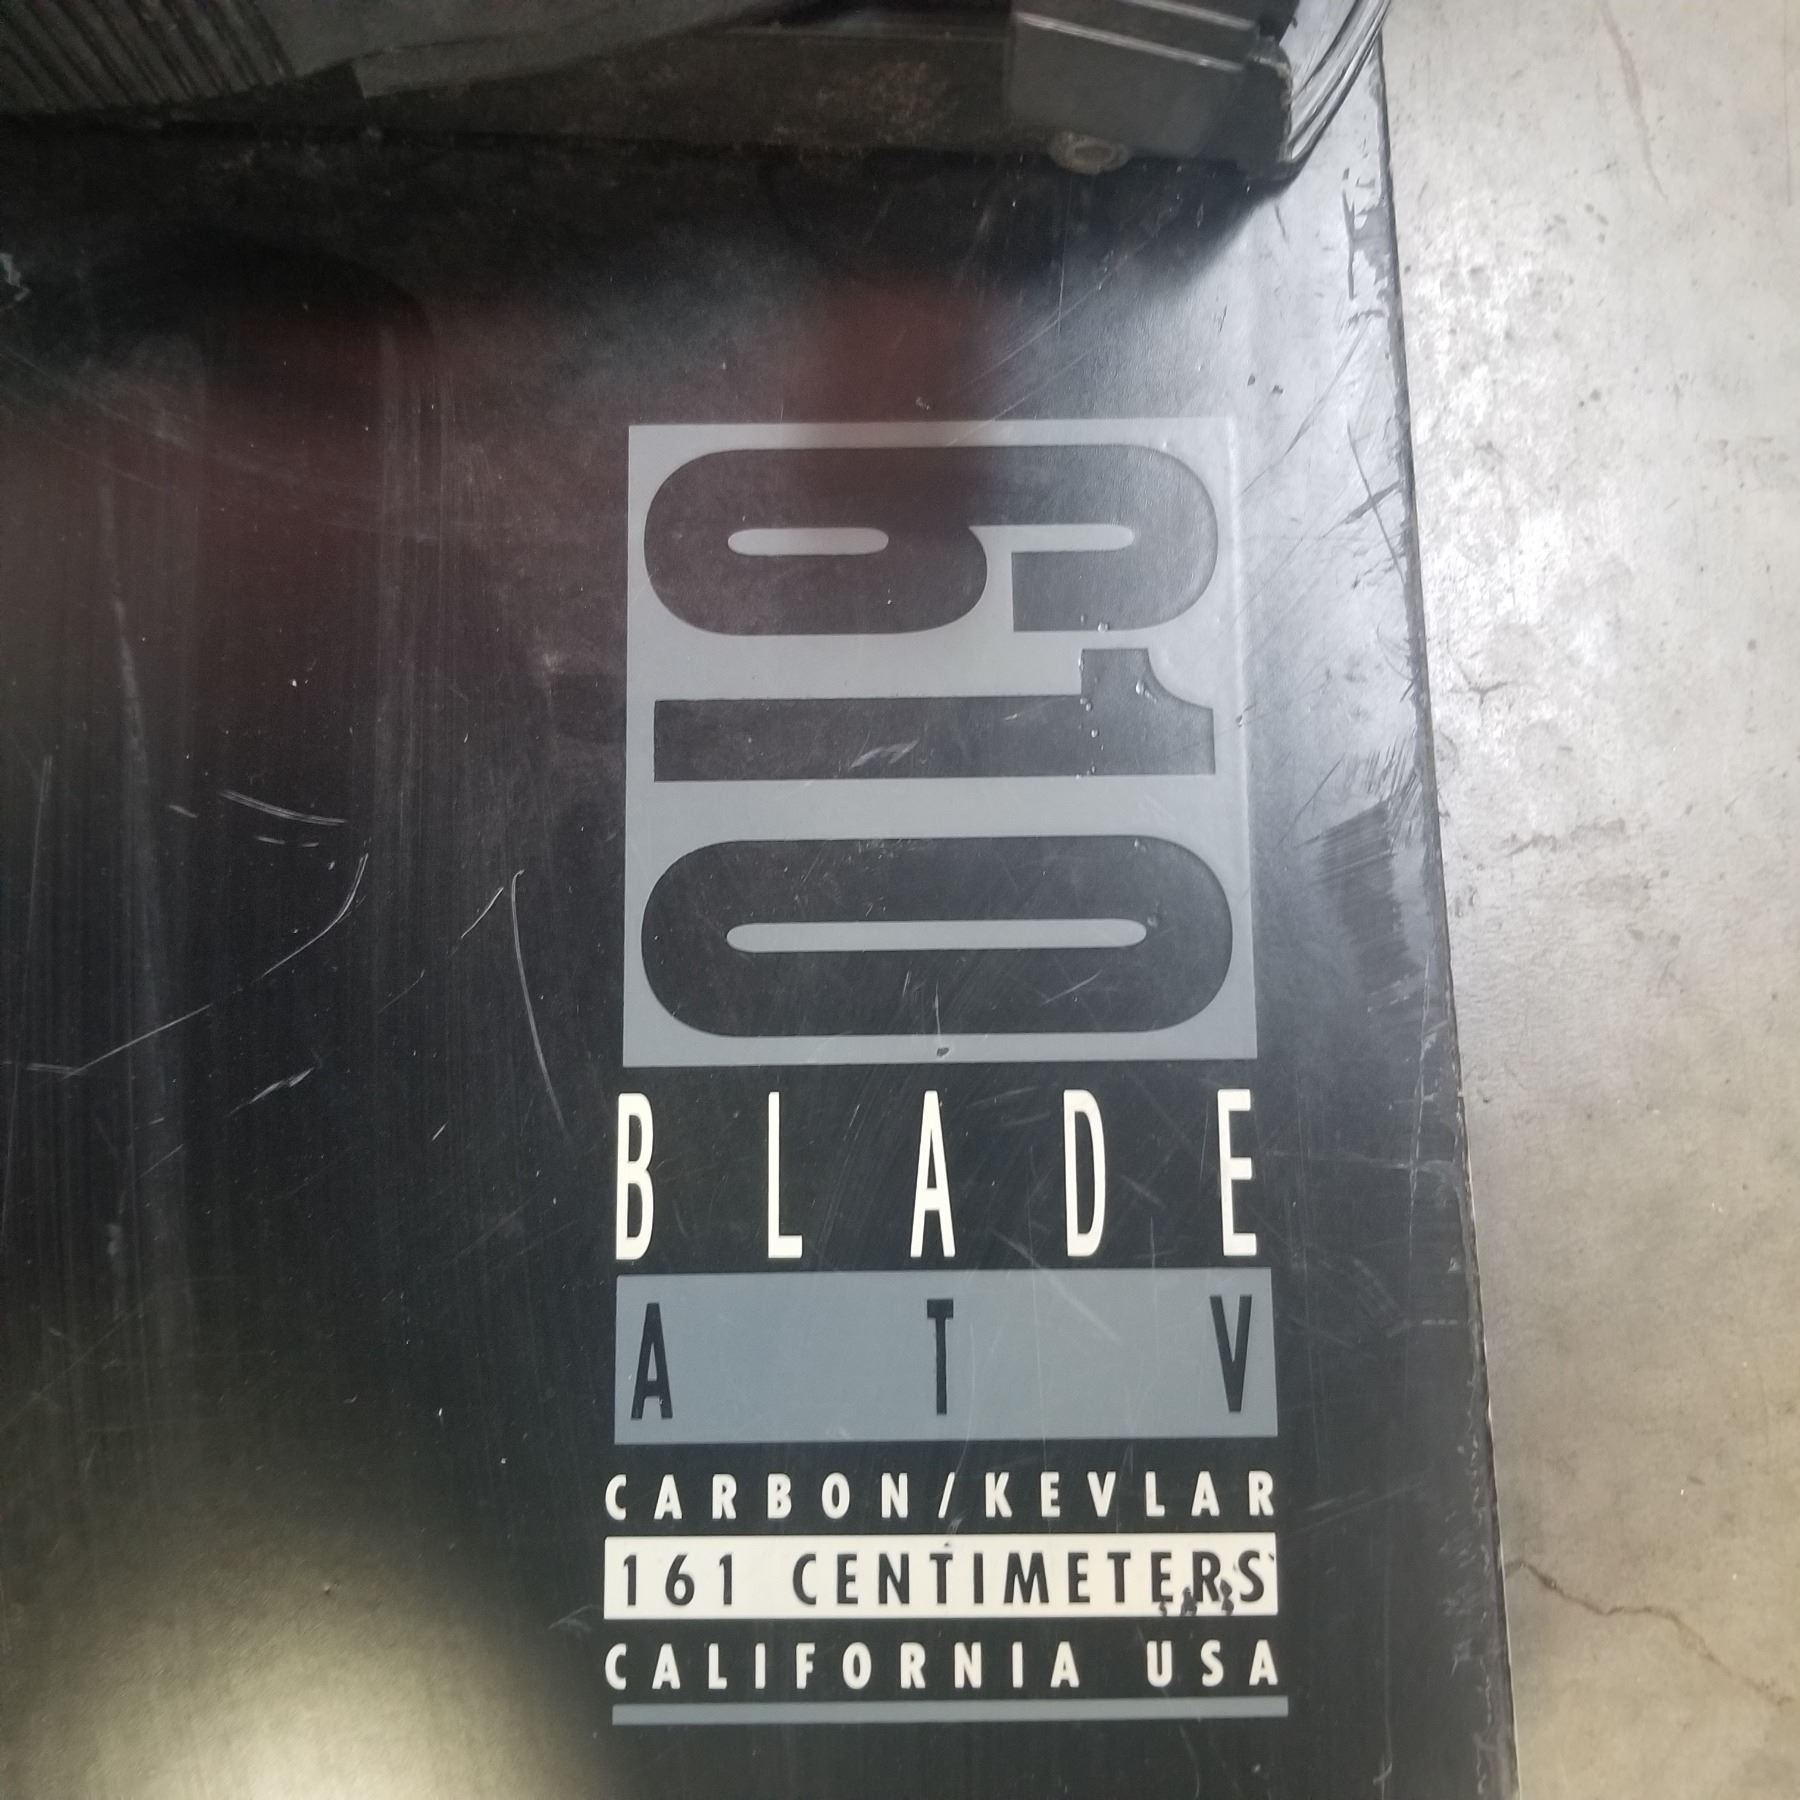 610
BLADE
ATV
CARBON/KEVLAR
161 CENTIMETERS
CALIFORNIA USA